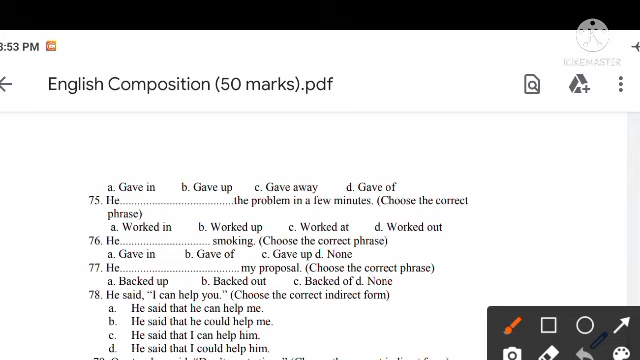 3:53 PM
KINEMASTER
English Composition (50 marks).pdf
a. Gave in b. Gave up c. Gave away d. Gave of
75. He....................................the problem in a few minutes. (Choose the correct
phrase)
a. Worked in b. Worked up c. Worked at d. Worked out
76. He............................. smoking. (Choose the correct phrase)
a. Gave in b. Gave of c. Gave up d. None
77. He......................................my proposal. (Choose the correct phrase)
a. Backed up b. Backed out c. Backed of d. None
78. He said, “I can help you.” (Choose the correct indirect form)
a. He said that he can help me.
b. He said that he could help me.
c. He said that I can help him.
d. He said that I could help him.